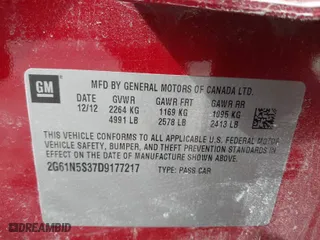 GM
MFD BY GENERAL MOTORS OF CANADA LTD.
DATE GVWR GAWR FRT GAWR RR
12/12 2264 KG 1169 KG 1095 KG
4991 LB 2578 LB 2413 LB
THIS VEHICLE CONFORMS TO ALL APPLICABLE U.S. FEDERAL MOTOR
VEHICLE SAFETY, BUMPER, AND THEFT PREVENTION STANDARDS IN
EFFECT ON THE DATE OF MANUFACTURE SHOWN ABOVE.
2G61N5S37D9177217 TYPE: PASS CAR